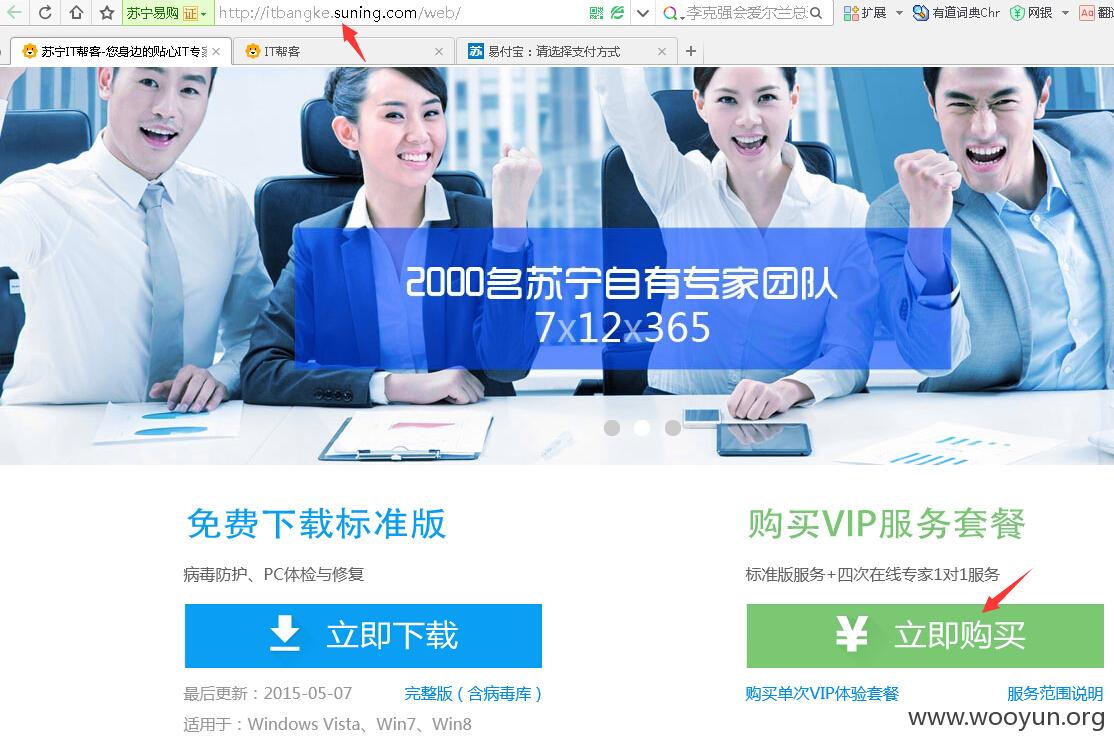 苏宁易购 证 http://itbangke.suning.com/web/ 李克强会爱尔兰总 扩展 有道词典Chr 网银 Aa
苏宁IT帮客-您身边的贴心IT专 IT帮客 苏 易付宝：请选择支付方式
2000名苏宁自有专家团队
7x12x365
免费下载标准版 购买VIP服务套餐
病毒防护、PC体检与修复 标准版服务+四次在线专家1对1服务
立即下载 ¥ 立即购买
最后更新：2015-05-07 完整版（含病毒库） 购买单次VIP体验套餐 服务范围说明
适用于：Windows Vista、Win7、Win8
www.wooyun.org